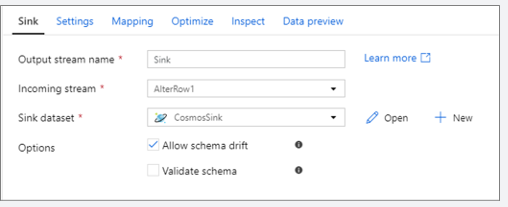 Sink Settings Mapping Optimize Inspect Data preview
Output stream name * Sink Learn more
Incoming stream * AlterRow1
Sink dataset * CosmosSink Open + New
Options Allow schema drift
Validate schema